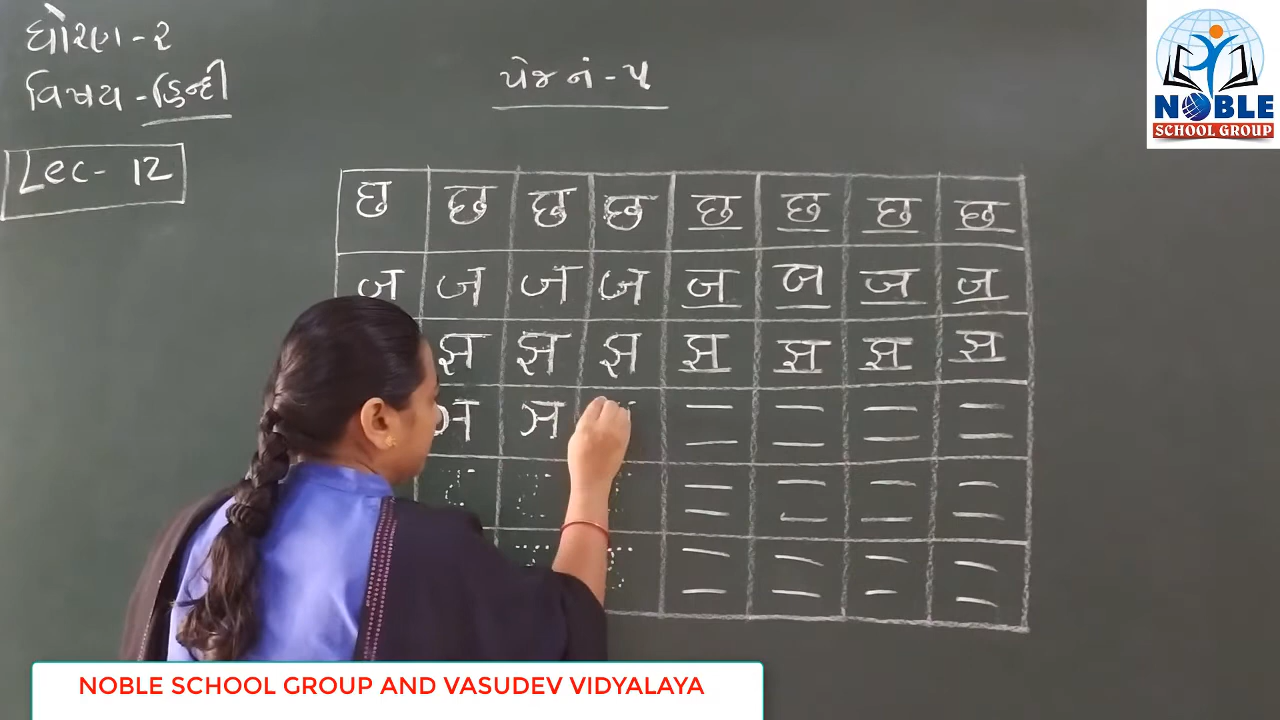 ધોરણ - ૨
વિષય - હિન્દી
Lec - 12
પેજ નં - ૫
NOBLE
SCHOOL GROUP
छ छ छ छ छ छ छ छ
ज ज ज ज ज ज ज ज
झ झ झ झ झ झ झ
ञ ञ
NOBLE SCHOOL GROUP AND VASUDEV VIDYALAYA